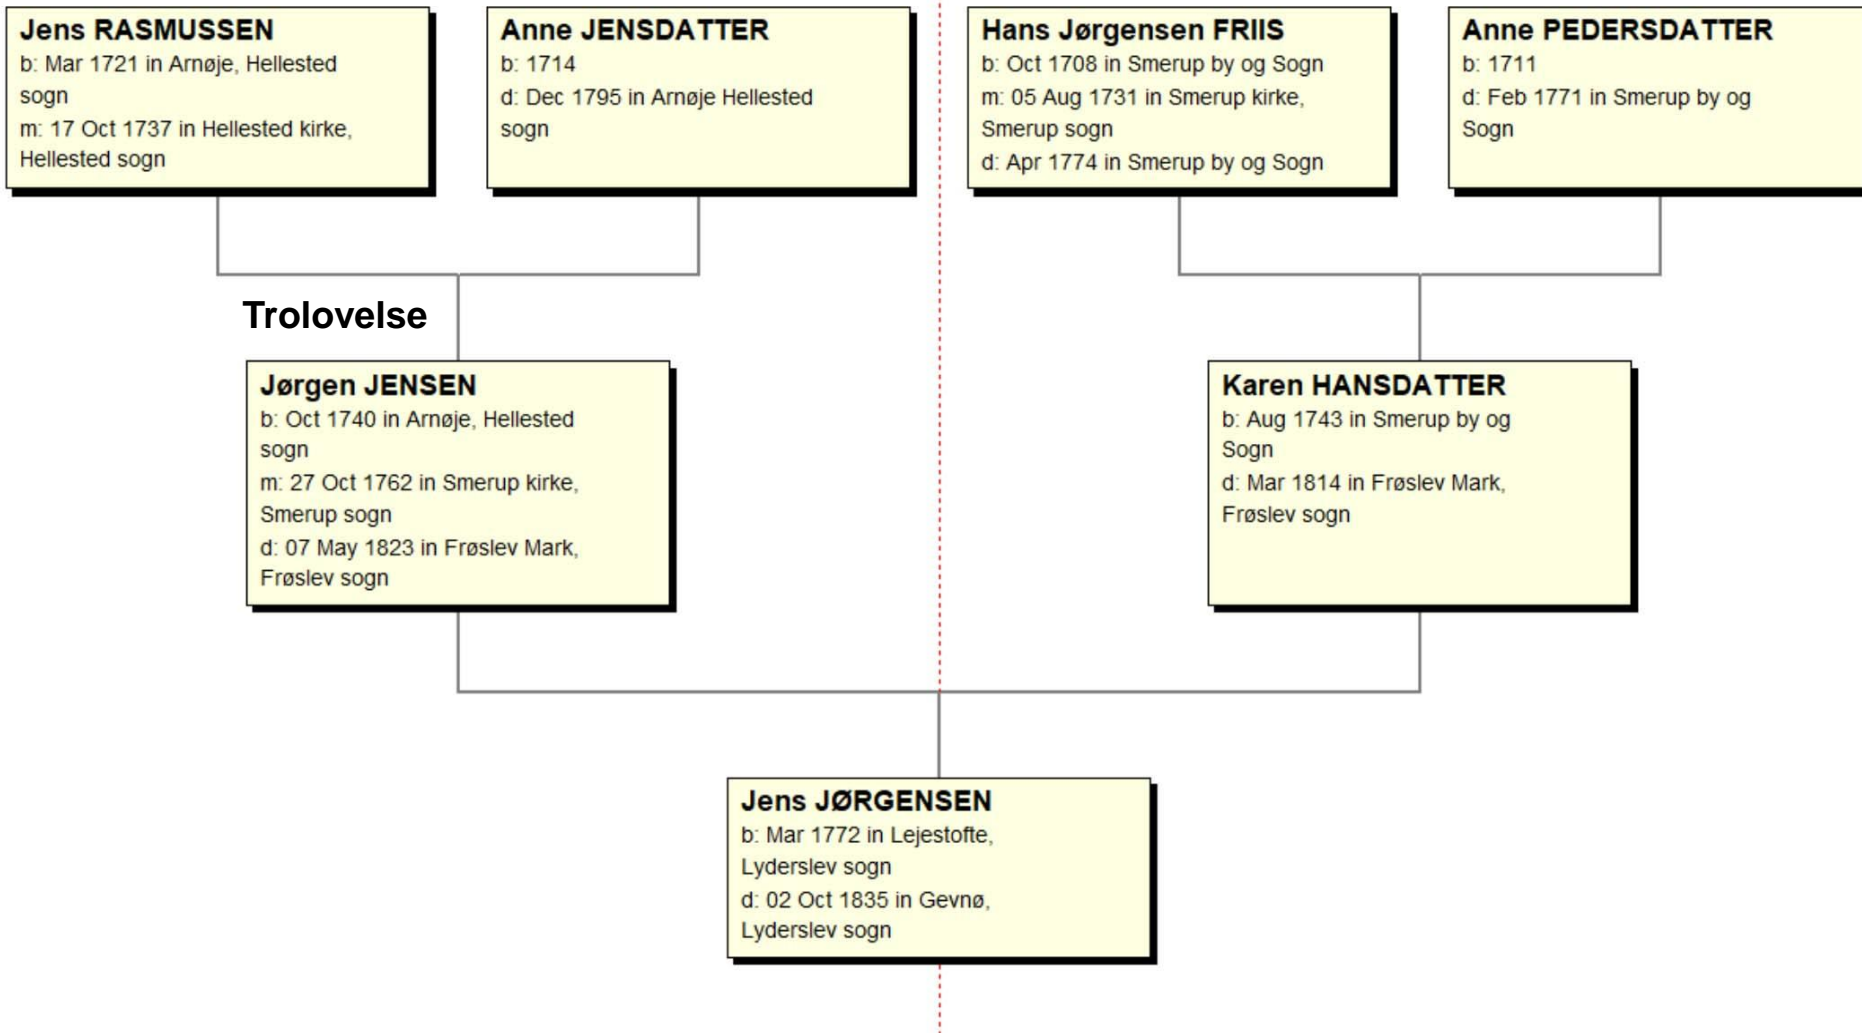 Jens RASMUSSEN
b: Mar 1721 in Arnøje, Hellested
sogn
m: 17 Oct 1737 in Hellested kirke,
Hellested sogn
Anne JENSDATTER
b: 1714
d: Dec 1795 in Arnøje Hellested
sogn
Hans Jørgensen FRIIS
b: Oct 1708 in Smerup by og Sogn
m: 05 Aug 1731 in Smerup kirke,
Smerup sogn
d: Apr 1774 in Smerup by og Sogn
Anne PEDERSDATTER
b: 1711
d: Feb 1771 in Smerup by og
Sogn
Trolovelse
Jørgen JENSEN
b: Oct 1740 in Arnøje, Hellested
sogn
m: 27 Oct 1762 in Smerup kirke,
Smerup sogn
d: 07 May 1823 in Frøslev Mark,
Frøslev sogn
Karen HANSDATTER
b: Aug 1743 in Smerup by og
Sogn
d: Mar 1814 in Frøslev Mark,
Frøslev sogn
Jens JØRGENSEN
b: Mar 1772 in Lejestofte,
Lyderslev sogn
d: 02 Oct 1835 in Gevnø,
Lyderslev sogn